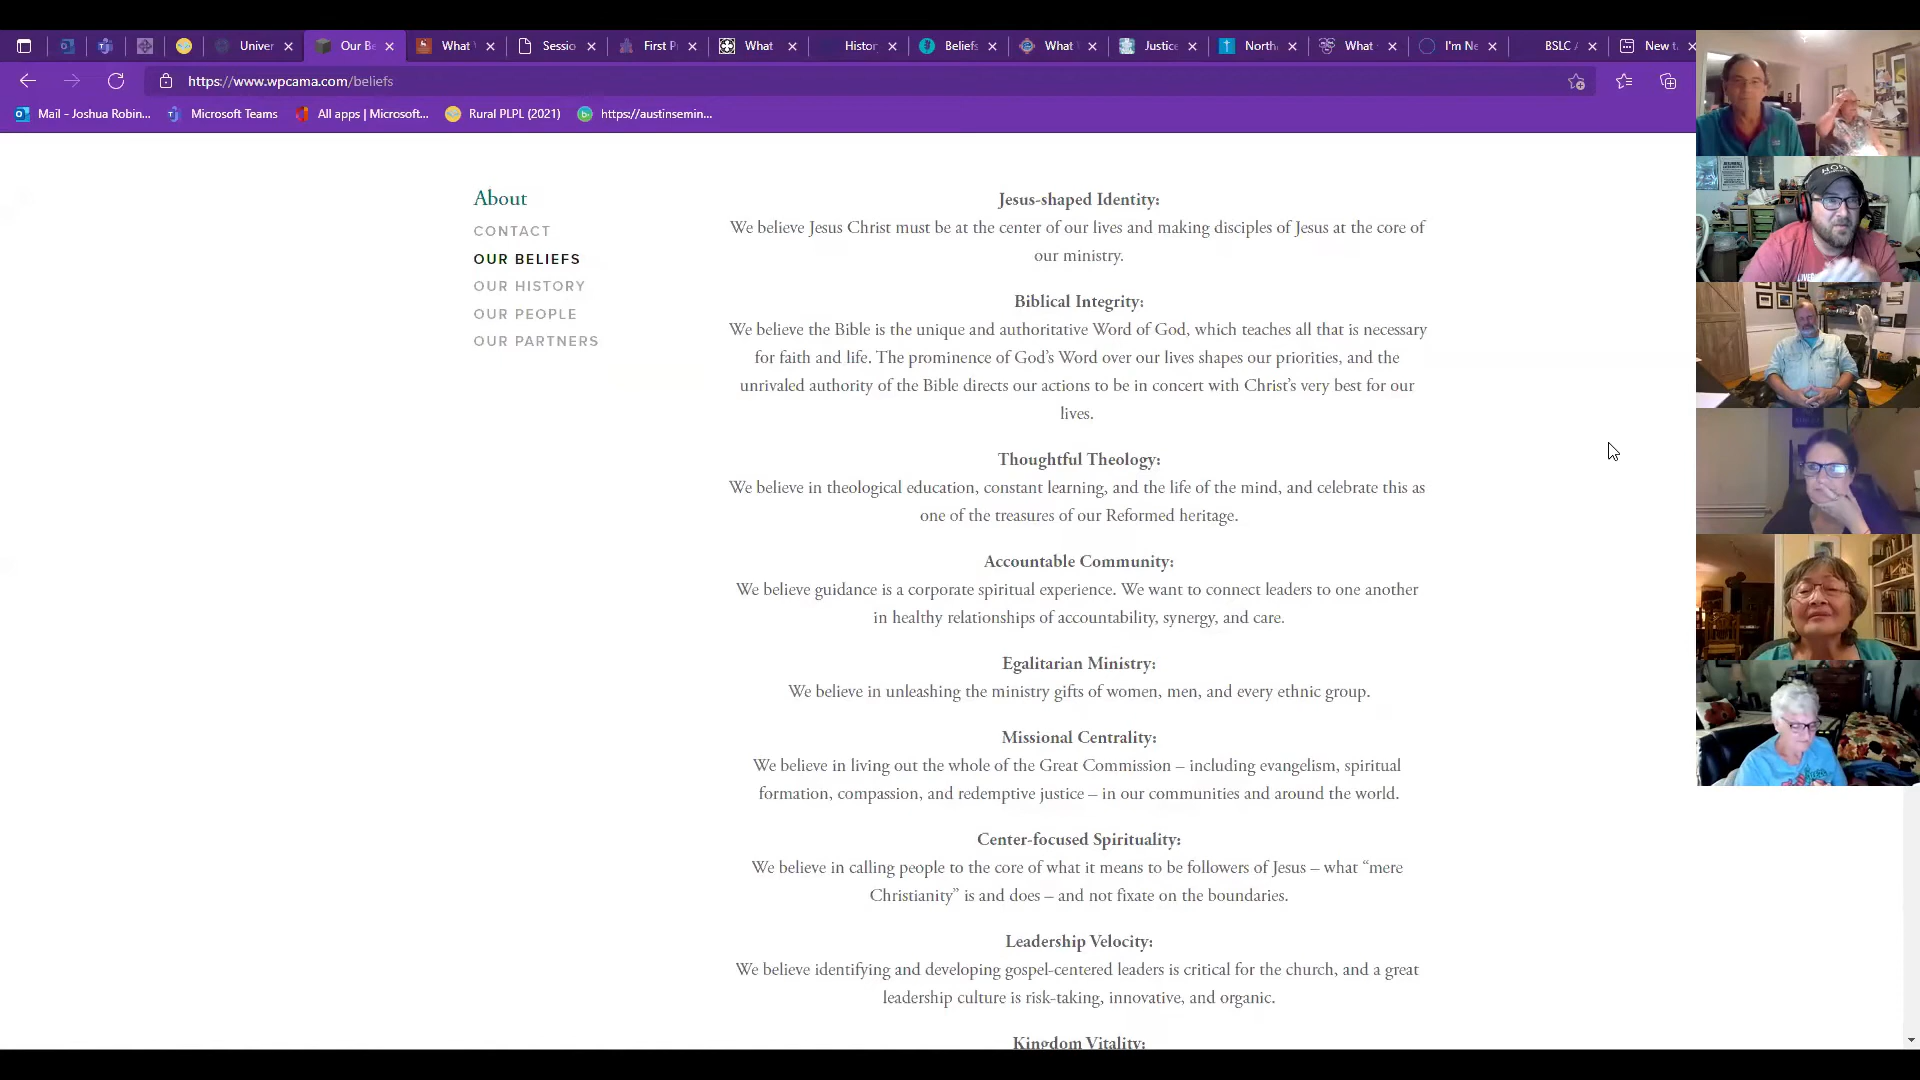 Univer
Our Be
What
Sessio
First P
What
Histor
Beliefs
What
Justice
North
What
I'm Ne
BSLC
New t
https://www.wpcama.com/beliefs
Mail - Joshua Robin...
Microsoft Teams
All apps | Microsoft...
Rural PLPL (2021)
https://austinsemin...
About
CONTACT
OUR BELIEFS
OUR HISTORY
OUR PEOPLE
OUR PARTNERS
Jesus-shaped Identity:
We believe Jesus Christ must be at the center of our lives and making disciples of Jesus at the core of
our ministry.
Biblical Integrity:
We believe the Bible is the unique and authoritative Word of God, which teaches all that is necessary
for faith and life. The prominence of God’s Word over our lives shapes our priorities, and the
unrivaled authority of the Bible directs our actions to be in concert with Christ’s very best for our
lives.
Thoughtful Theology:
We believe in theological education, constant learning, and the life of the mind, and celebrate this as
one of the treasures of our Reformed heritage.
Accountable Community:
We believe guidance is a corporate spiritual experience. We want to connect leaders to one another
in healthy relationships of accountability, synergy, and care.
Egalitarian Ministry:
We believe in unleashing the ministry gifts of women, men, and every ethnic group.
Missional Centrality:
We believe in living out the whole of the Great Commission – including evangelism, spiritual
formation, compassion, and redemptive justice – in our communities and around the world.
Center-focused Spirituality:
We believe in calling people to the core of what it means to be followers of Jesus – what “mere
Christianity” is and does – and not fixate on the boundaries.
Leadership Velocity:
We believe identifying and developing gospel-centered leaders is critical for the church, and a great
leadership culture is risk-taking, innovative, and organic.
Kingdom Vitality: